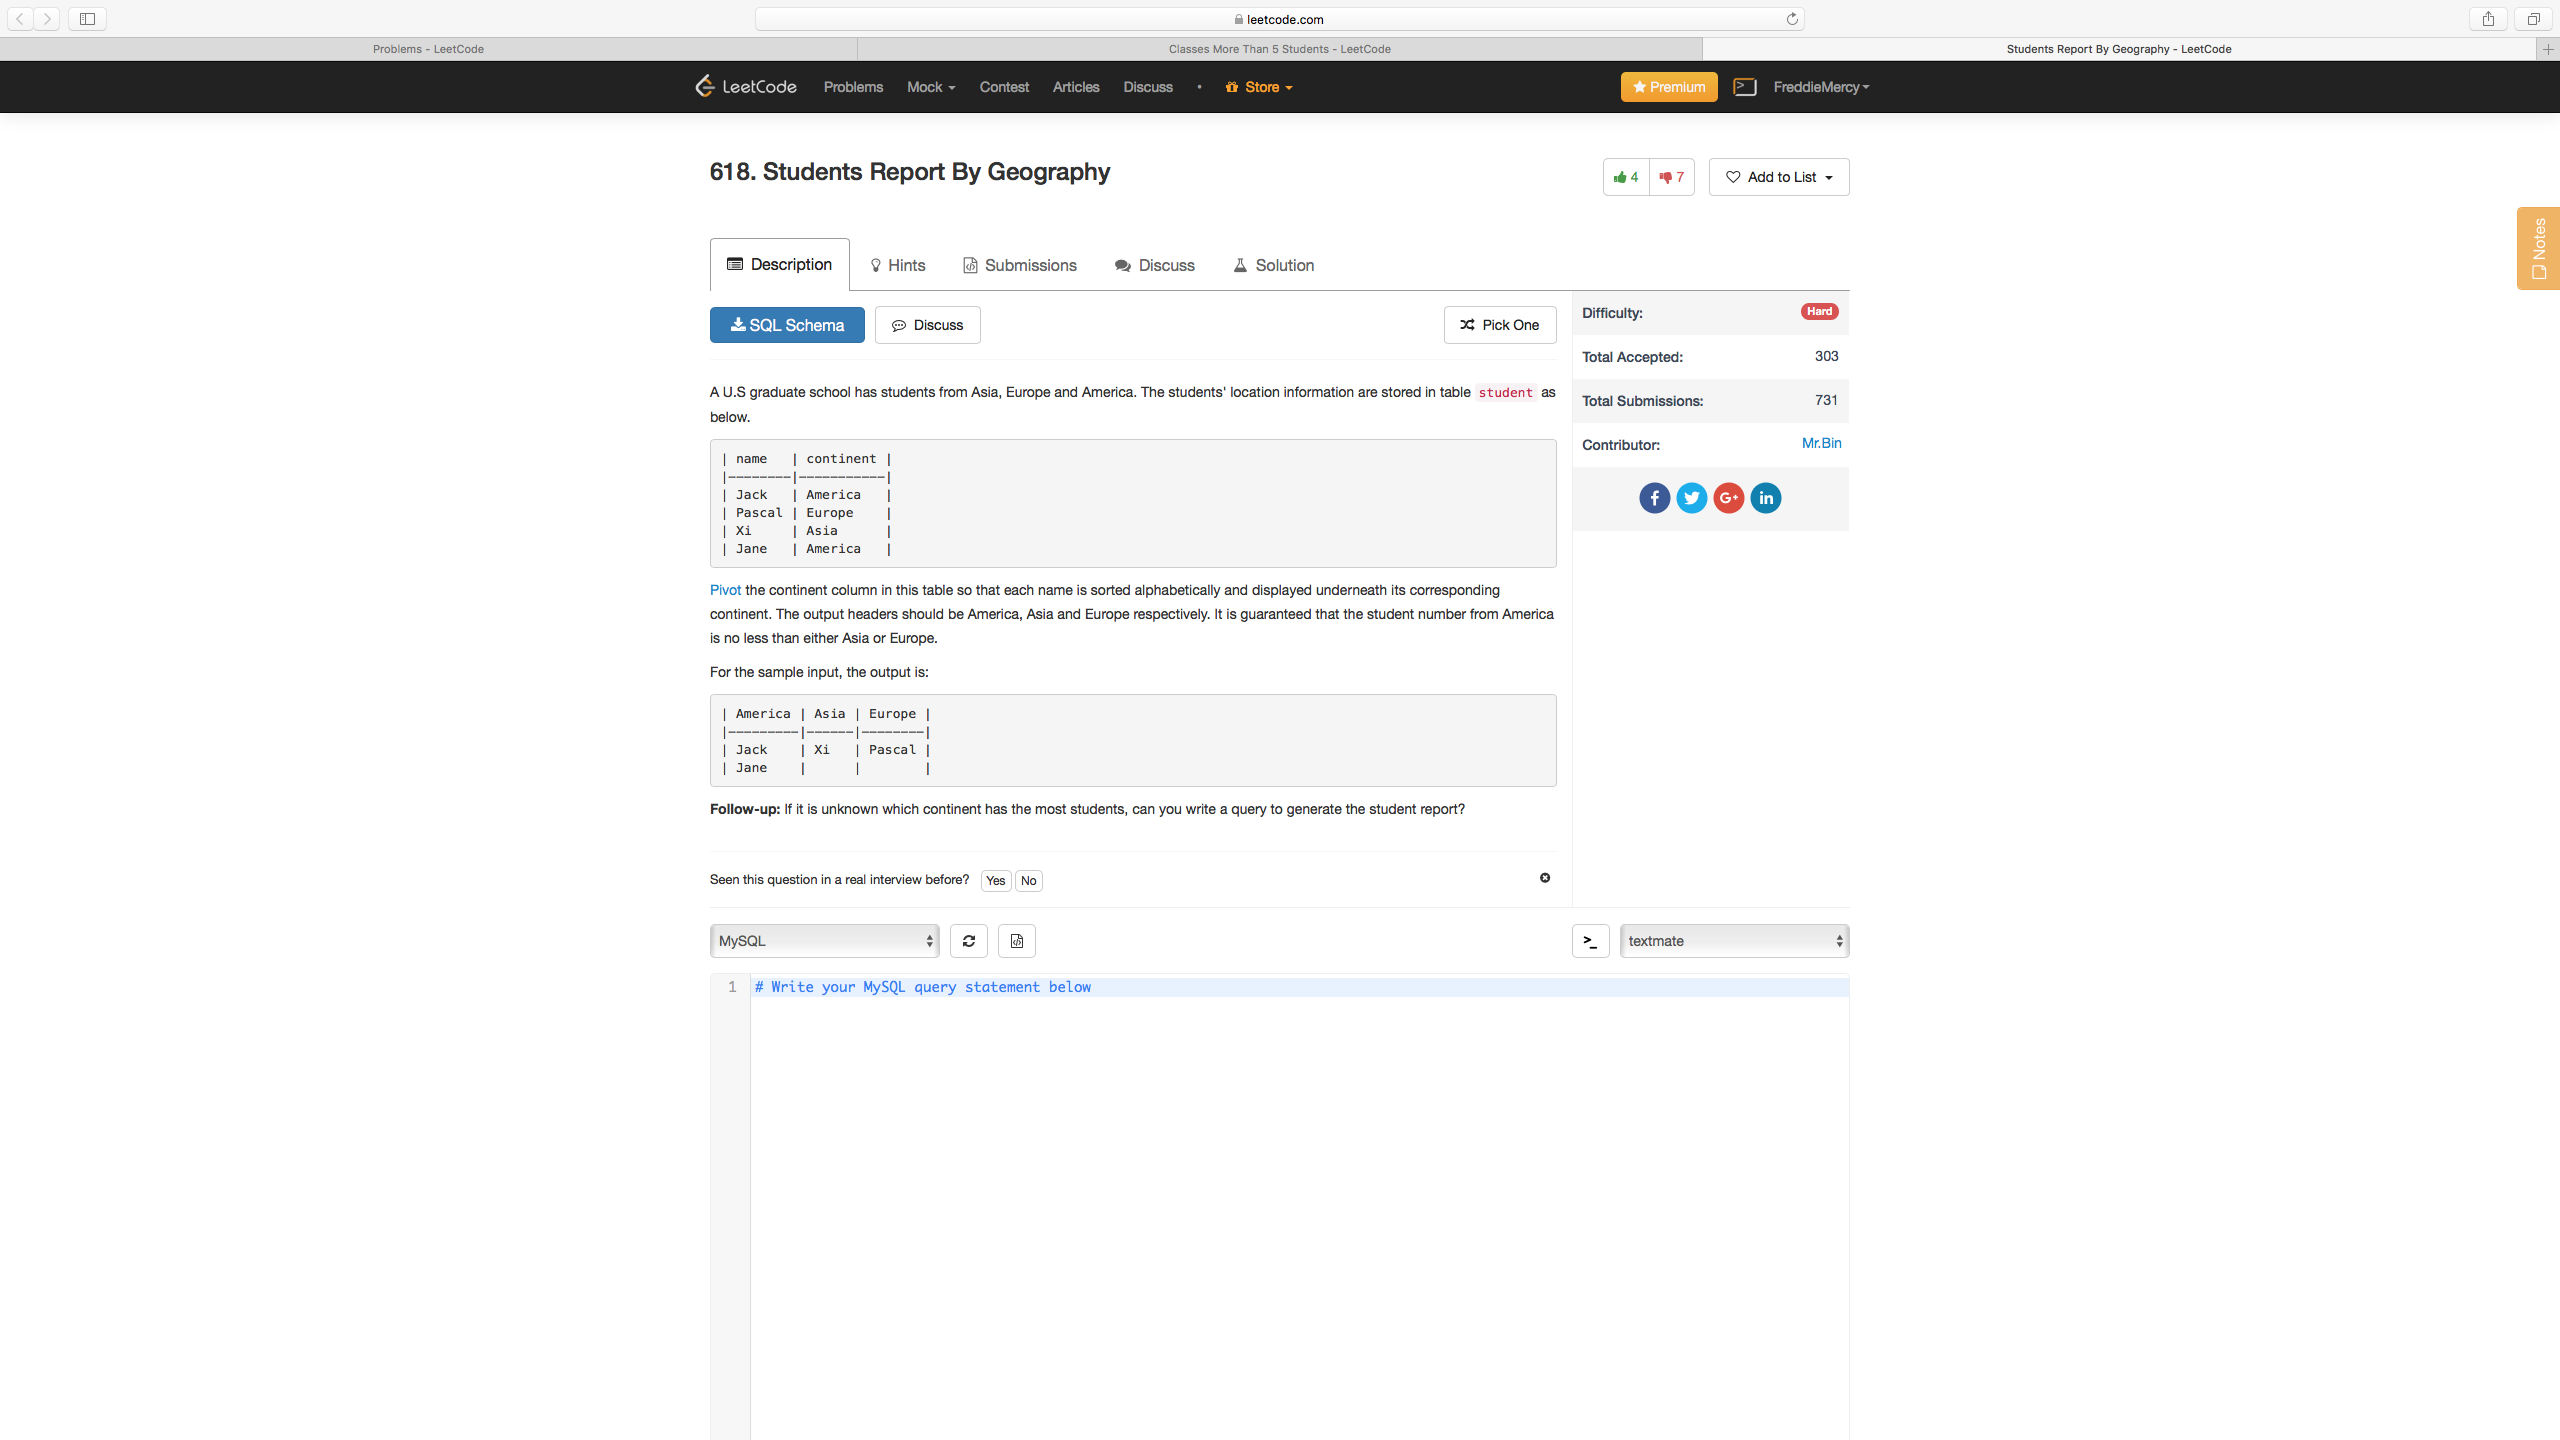 leetcode.com
Problems - LeetCode
Classes More Than 5 Students - LeetCode
Students Report By Geography - LeetCode
LeetCode Problems Mock Contest Articles Discuss • Store Premium FreddieMercy
618. Students Report By Geography
4 7 Add to List
Notes
Description Hints Submissions Discuss Solution
SQL Schema Discuss Pick One
Difficulty: Hard
Total Accepted: 303
Total Submissions: 731
Contributor: Mr.Bin
A U.S graduate school has students from Asia, Europe and America. The students' location information are stored in table student as
below.
| name   | continent |
|--------|-----------|
| Jack   | America   |
| Pascal | Europe    |
| Xi     | Asia      |
| Jane   | America   |
Pivot the continent column in this table so that each name is sorted alphabetically and displayed underneath its corresponding
continent. The output headers should be America, Asia and Europe respectively. It is guaranteed that the student number from America
is no less than either Asia or Europe.
For the sample input, the output is:
| America | Asia | Europe |
|---------|------|--------|
| Jack    | Xi   | Pascal |
| Jane    |      |        |
Follow-up: If it is unknown which continent has the most students, can you write a query to generate the student report?
Seen this question in a real interview before? Yes No
MySQL >_ textmate
1 # Write your MySQL query statement below